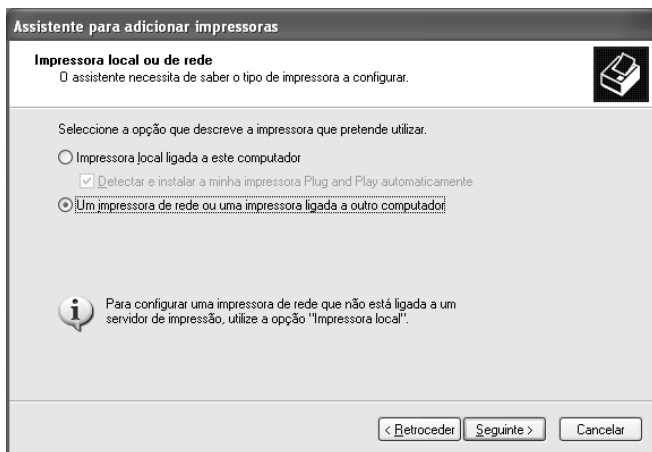 Assistente para adicionar impressoras
Impressora local ou de rede
O assistente necessita de saber o tipo de impressora a configurar.
Seleccione a opção que descreve a impressora que pretende utilizar.
Impressora local ligada a este computador
Detectar e instalar a minha impressora Plug and Play automaticamente
Um impressora de rede ou uma impressora ligada a outro computador
Para configurar uma impressora de rede que não está ligada a um
servidor de impressão, utilize a opção "Impressora local".
< Retroceder Seguinte > Cancelar